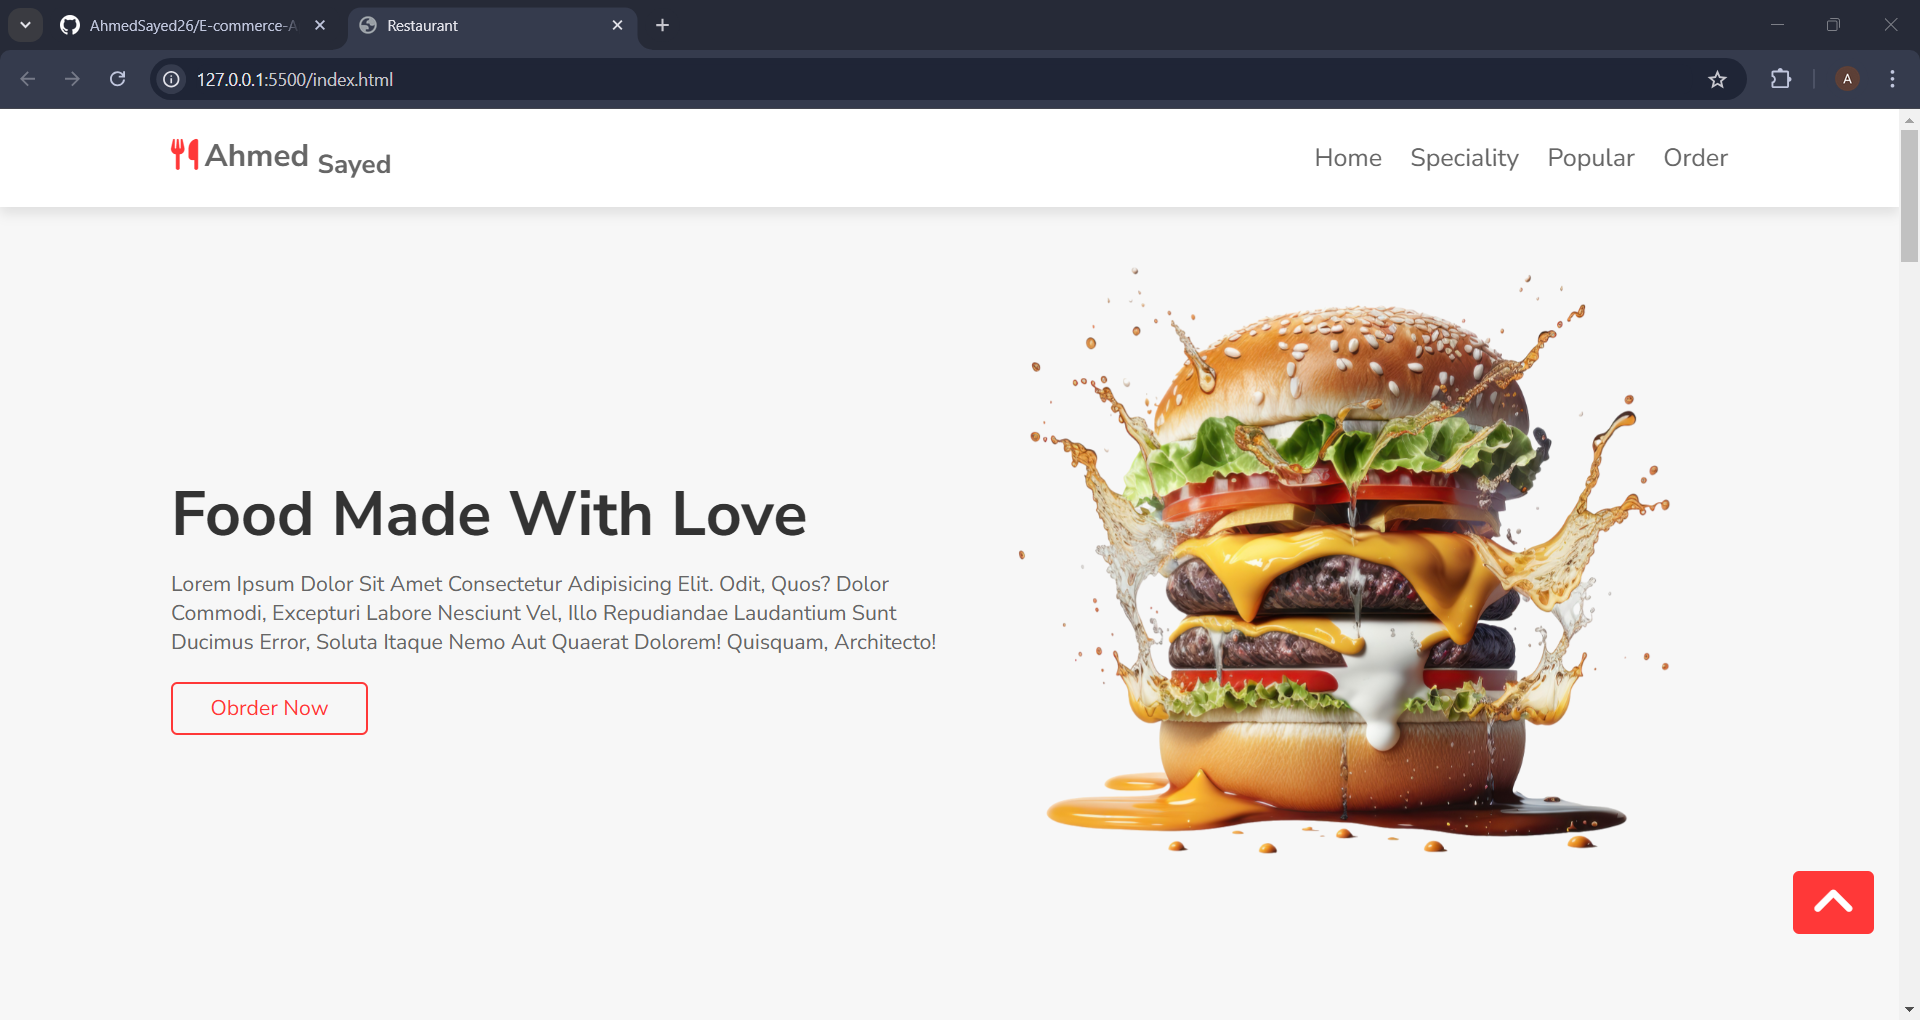 AhmedSayed26/E-commerce-A
Restaurant
127.0.0.1:5500/index.html
A
Ahmed Sayed
Home Speciality Popular Order
Food Made With Love
Lorem Ipsum Dolor Sit Amet Consectetur Adipisicing Elit. Odit, Quos? Dolor
Commodi, Excepturi Labore Nesciunt Vel, Illo Repudiandae Laudantium Sunt
Ducimus Error, Soluta Itaque Nemo Aut Quaerat Dolorem! Quisquam, Architecto!
Obrder Now